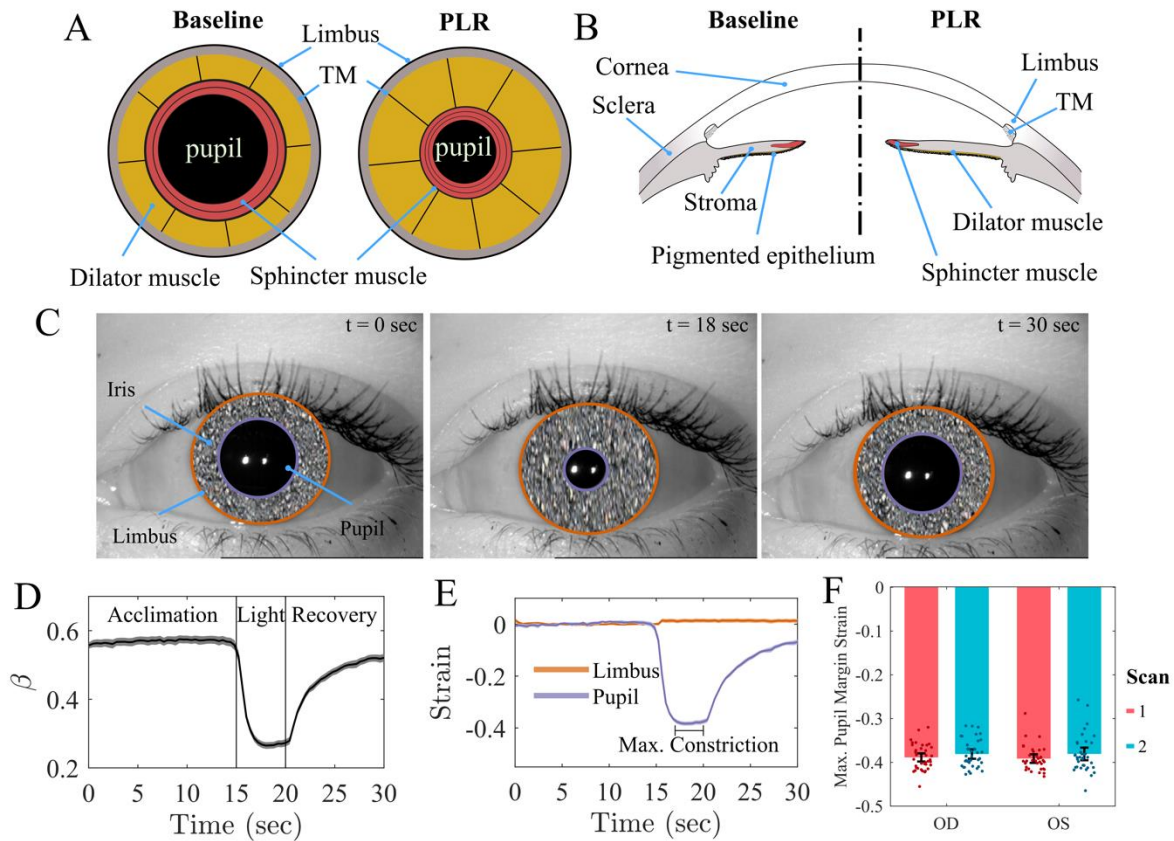 A
Baseline
Limbus
PLR
TM
pupil
pupil
Dilator muscle
Sphincter muscle
B
Baseline
PLR
Cornea
Limbus
Sclera
TM
Stroma
Dilator muscle
Pigmented epithelium
Sphincter muscle
C
t = 0 sec
t = 18 sec
t = 30 sec
Iris
Limbus
Pupil
D
Acclimation
Light
Recovery
0.6
β
0.4
0.2
0
5
10
15
20
25
30
Time (sec)
E
0
Limbus
Strain
-0.2
Pupil
-0.4
Max. Constriction
0
5
10
15
20
25
30
Time (sec)
F
0
-0.1
-0.2
-0.3
-0.4
-0.5
Max. Pupil Margin Strain
OD
OS
Scan
1
2